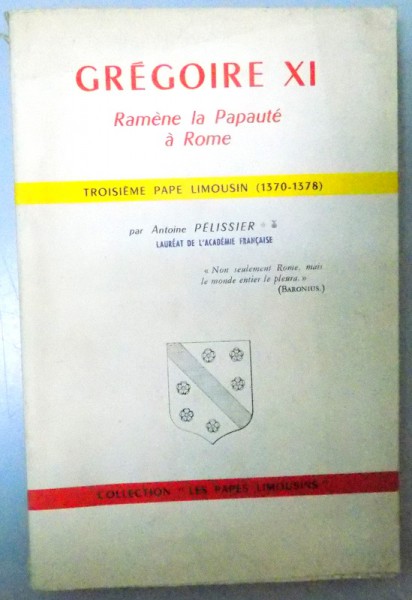 GRÉGOIRE XI
Ramène la Papauté
à Rome
TROISIÈME PAPE LIMOUSIN (1370-1378)
par Antoine PÉLISSIER
LAURÉAT DE L'ACADÉMIE FRANÇAISE
« Non seulement Rome, mais
le monde entier le pleura. »
(BARONIUS.)
COLLECTION "LES PAPES LIMOUSINS"